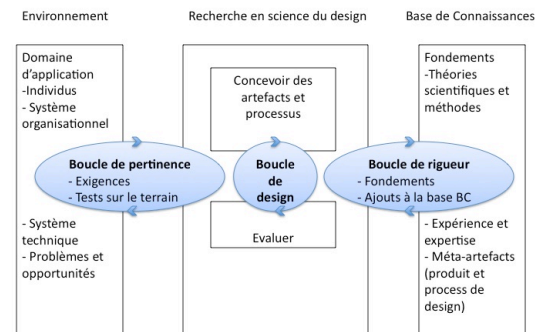 Environnement
Recherche en science du design
Base de Connaissances
Domaine
d'application
-Individus
- Système
organisationnel
Concevoir des
artefacts et
processus
Fondements
-Théories
scientifiques et
méthodes
Boucle de pertinence
- Exigences
- Tests sur le terrain
Boucle
de
design
Boucle de rigueur
- Fondements
- Ajouts à la base BC
- Système
technique
- Problèmes et
opportunités
Evaluer
- Expérience et
expertise
- Méta-artefacts
(produit et
process de
design)